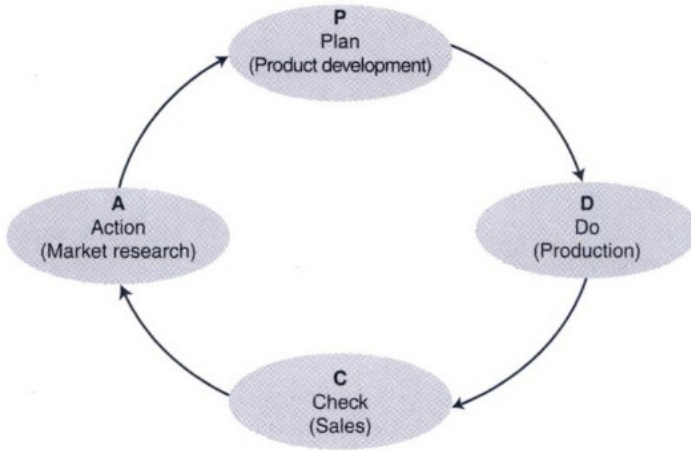 P
Plan
(Product development)
D
Do
(Production)
C
Check
(Sales)
A
Action
(Market research)